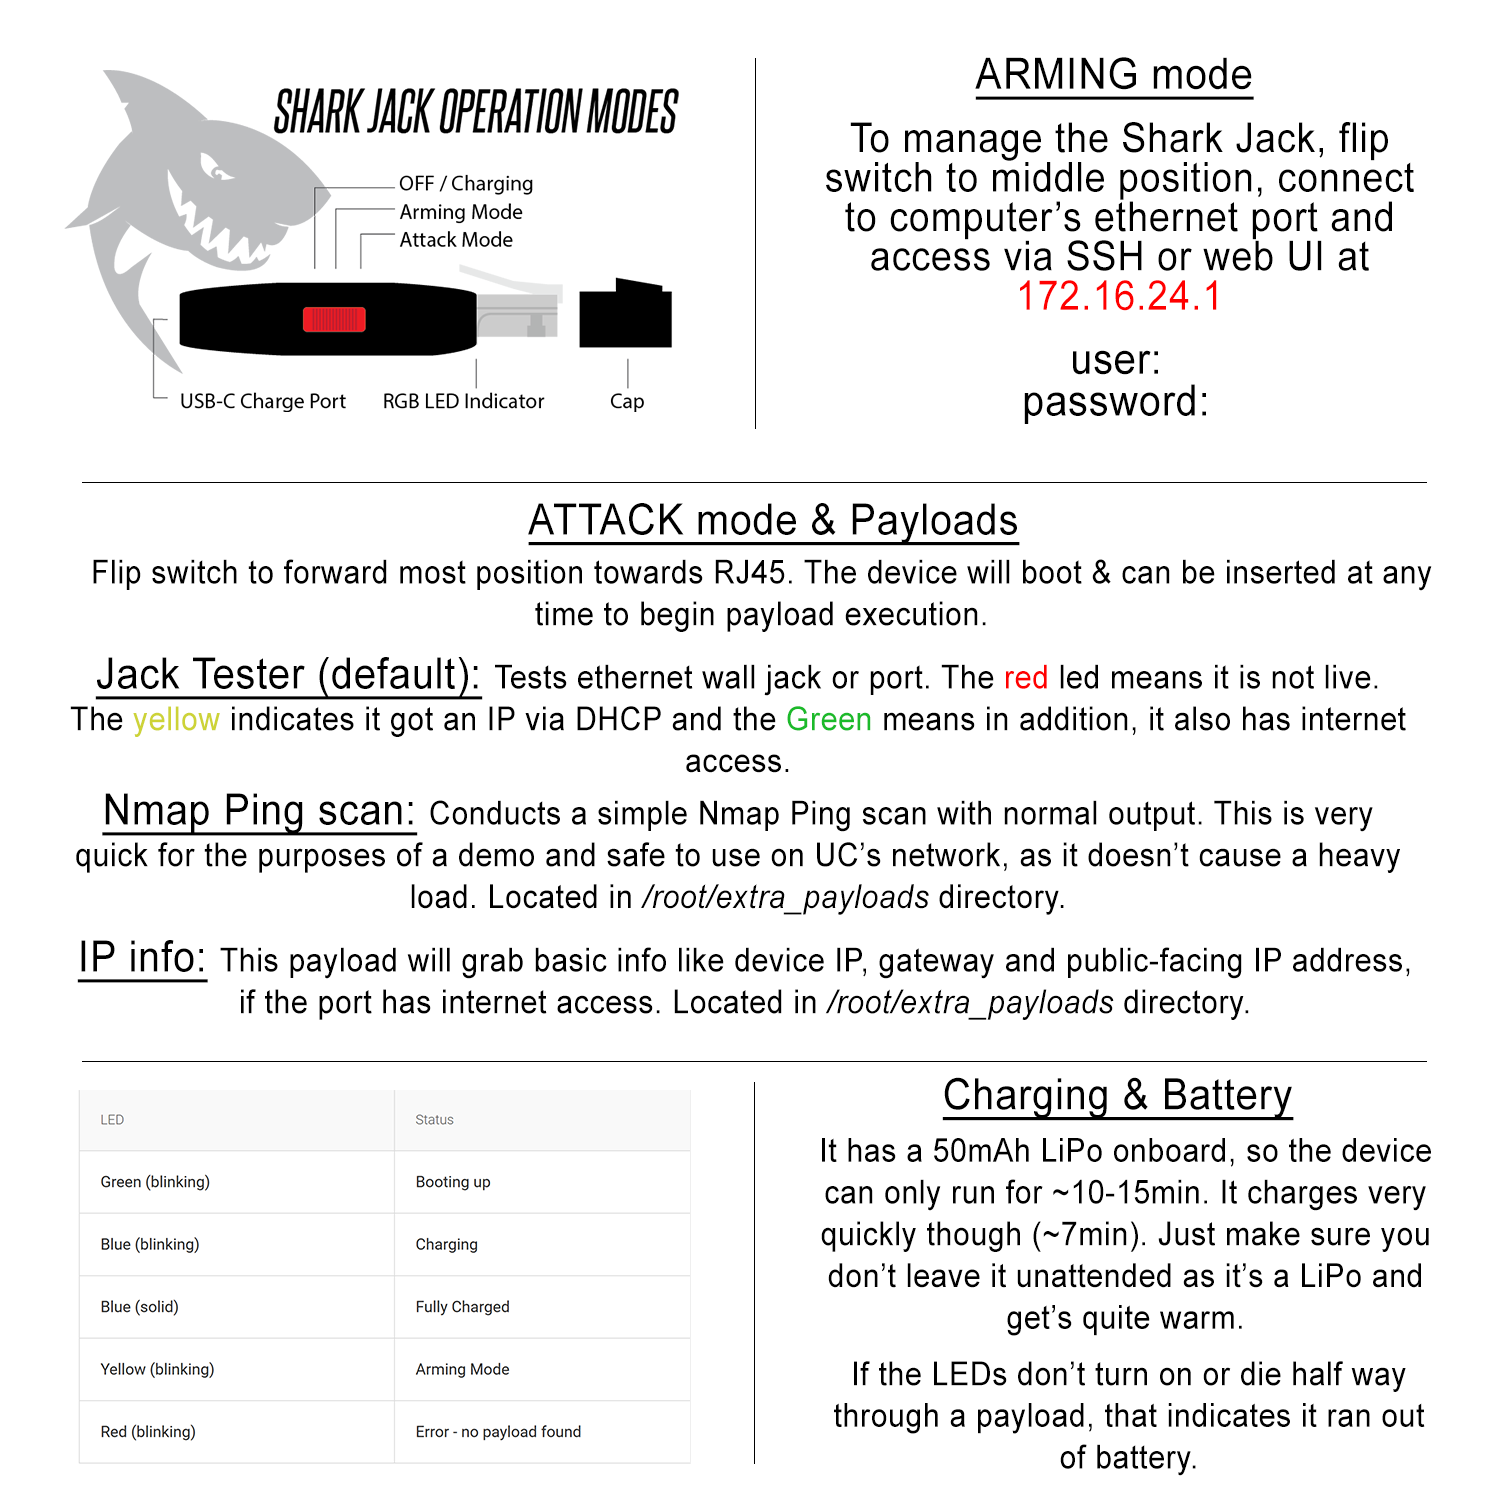 SHARK JACK OPERATION MODES
OFF / Charging
Arming Mode
Attack Mode
USB-C Charge Port
RGB LED Indicator
Cap
ARMING mode
To manage the Shark Jack, flip
switch to middle position, connect
to computer’s ethernet port and
access via SSH or web UI at
172.16.24.1
user:
password:
ATTACK mode & Payloads
Flip switch to forward most position towards RJ45. The device will boot & can be inserted at any
time to begin payload execution.
Jack Tester (default): Tests ethernet wall jack or port. The red led means it is not live.
The yellow indicates it got an IP via DHCP and the Green means in addition, it also has internet
access.
Nmap Ping scan: Conducts a simple Nmap Ping scan with normal output. This is very
quick for the purposes of a demo and safe to use on UC’s network, as it doesn’t cause a heavy
load. Located in /root/extra_payloads directory.
IP info: This payload will grab basic info like device IP, gateway and public-facing IP address,
if the port has internet access. Located in /root/extra_payloads directory.
LED Status
Green (blinking) Booting up
Blue (blinking) Charging
Blue (solid) Fully Charged
Yellow (blinking) Arming Mode
Red (blinking) Error - no payload found
Charging & Battery
It has a 50mAh LiPo onboard, so the device
can only run for ~10-15min. It charges very
quickly though (~7min). Just make sure you
don’t leave it unattended as it’s a LiPo and
get’s quite warm.
If the LEDs don’t turn on or die half way
through a payload, that indicates it ran out
of battery.